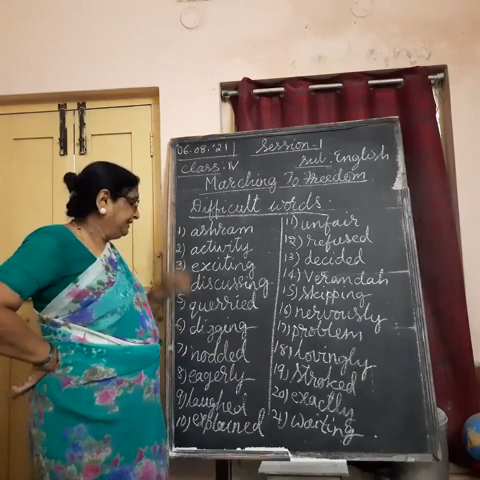 06.08.'21 Session-1
Class: IV Sub: English
Marching To Freedom
Difficult words:
1) ashram
2) activity
3) exciting
discussing
5) querried
6) digging
7) nodded
8) eagerly
9) laughed
10) explained
11) unfair
12) refused
13) decided
14) Verandah
15) skipping
16) nervously
17) problem
18) lovingly
19) stroked
20) exactly
21) waiting